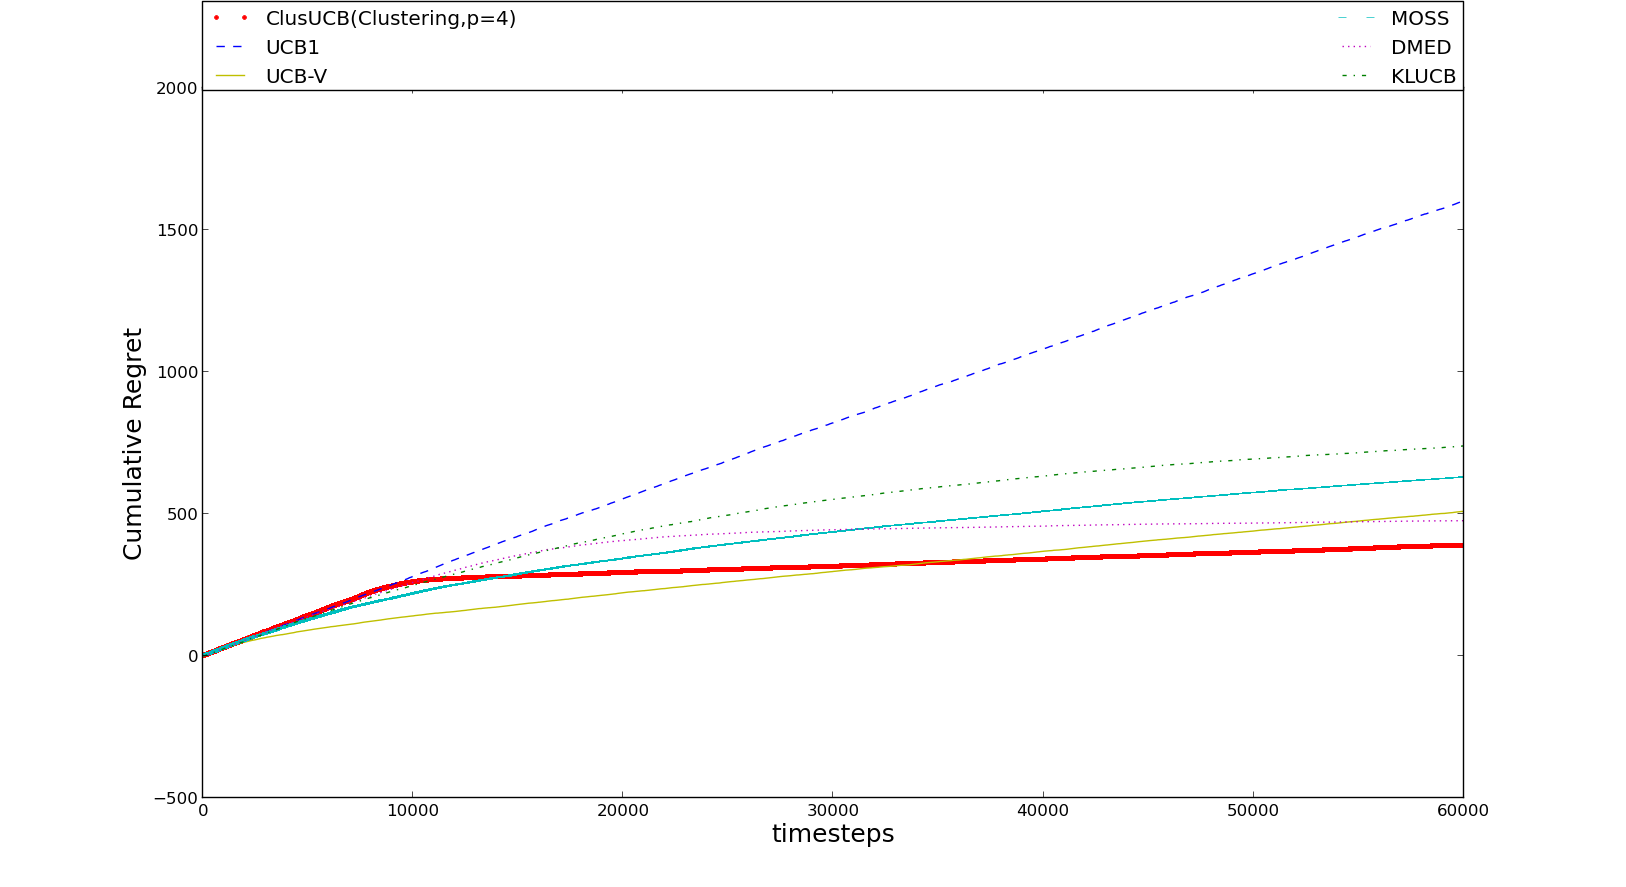 ClusUCB(Clustering,p=4)
UCB1
UCB-V
MOSS
DMED
KLUCB
2000
1500
1000
500
0
−500
Cumulative Regret
0 10000 20000 30000 40000 50000 60000
timesteps